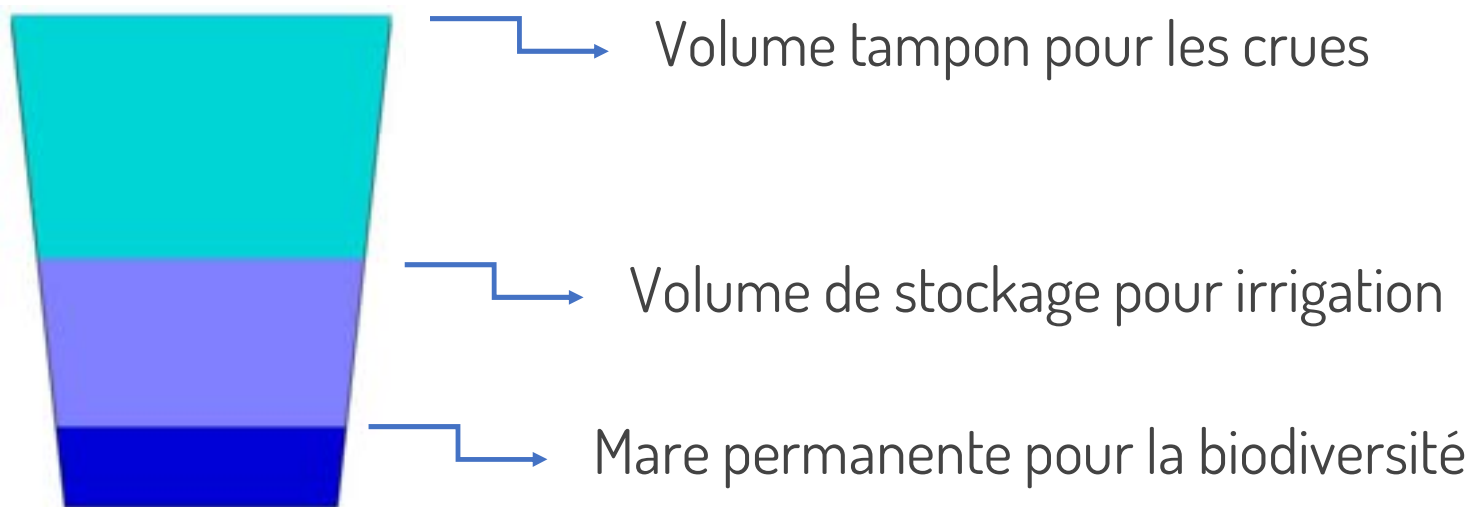 Volume tampon pour les crues
Volume de stockage pour irrigation
Mare permanente pour la biodiversité